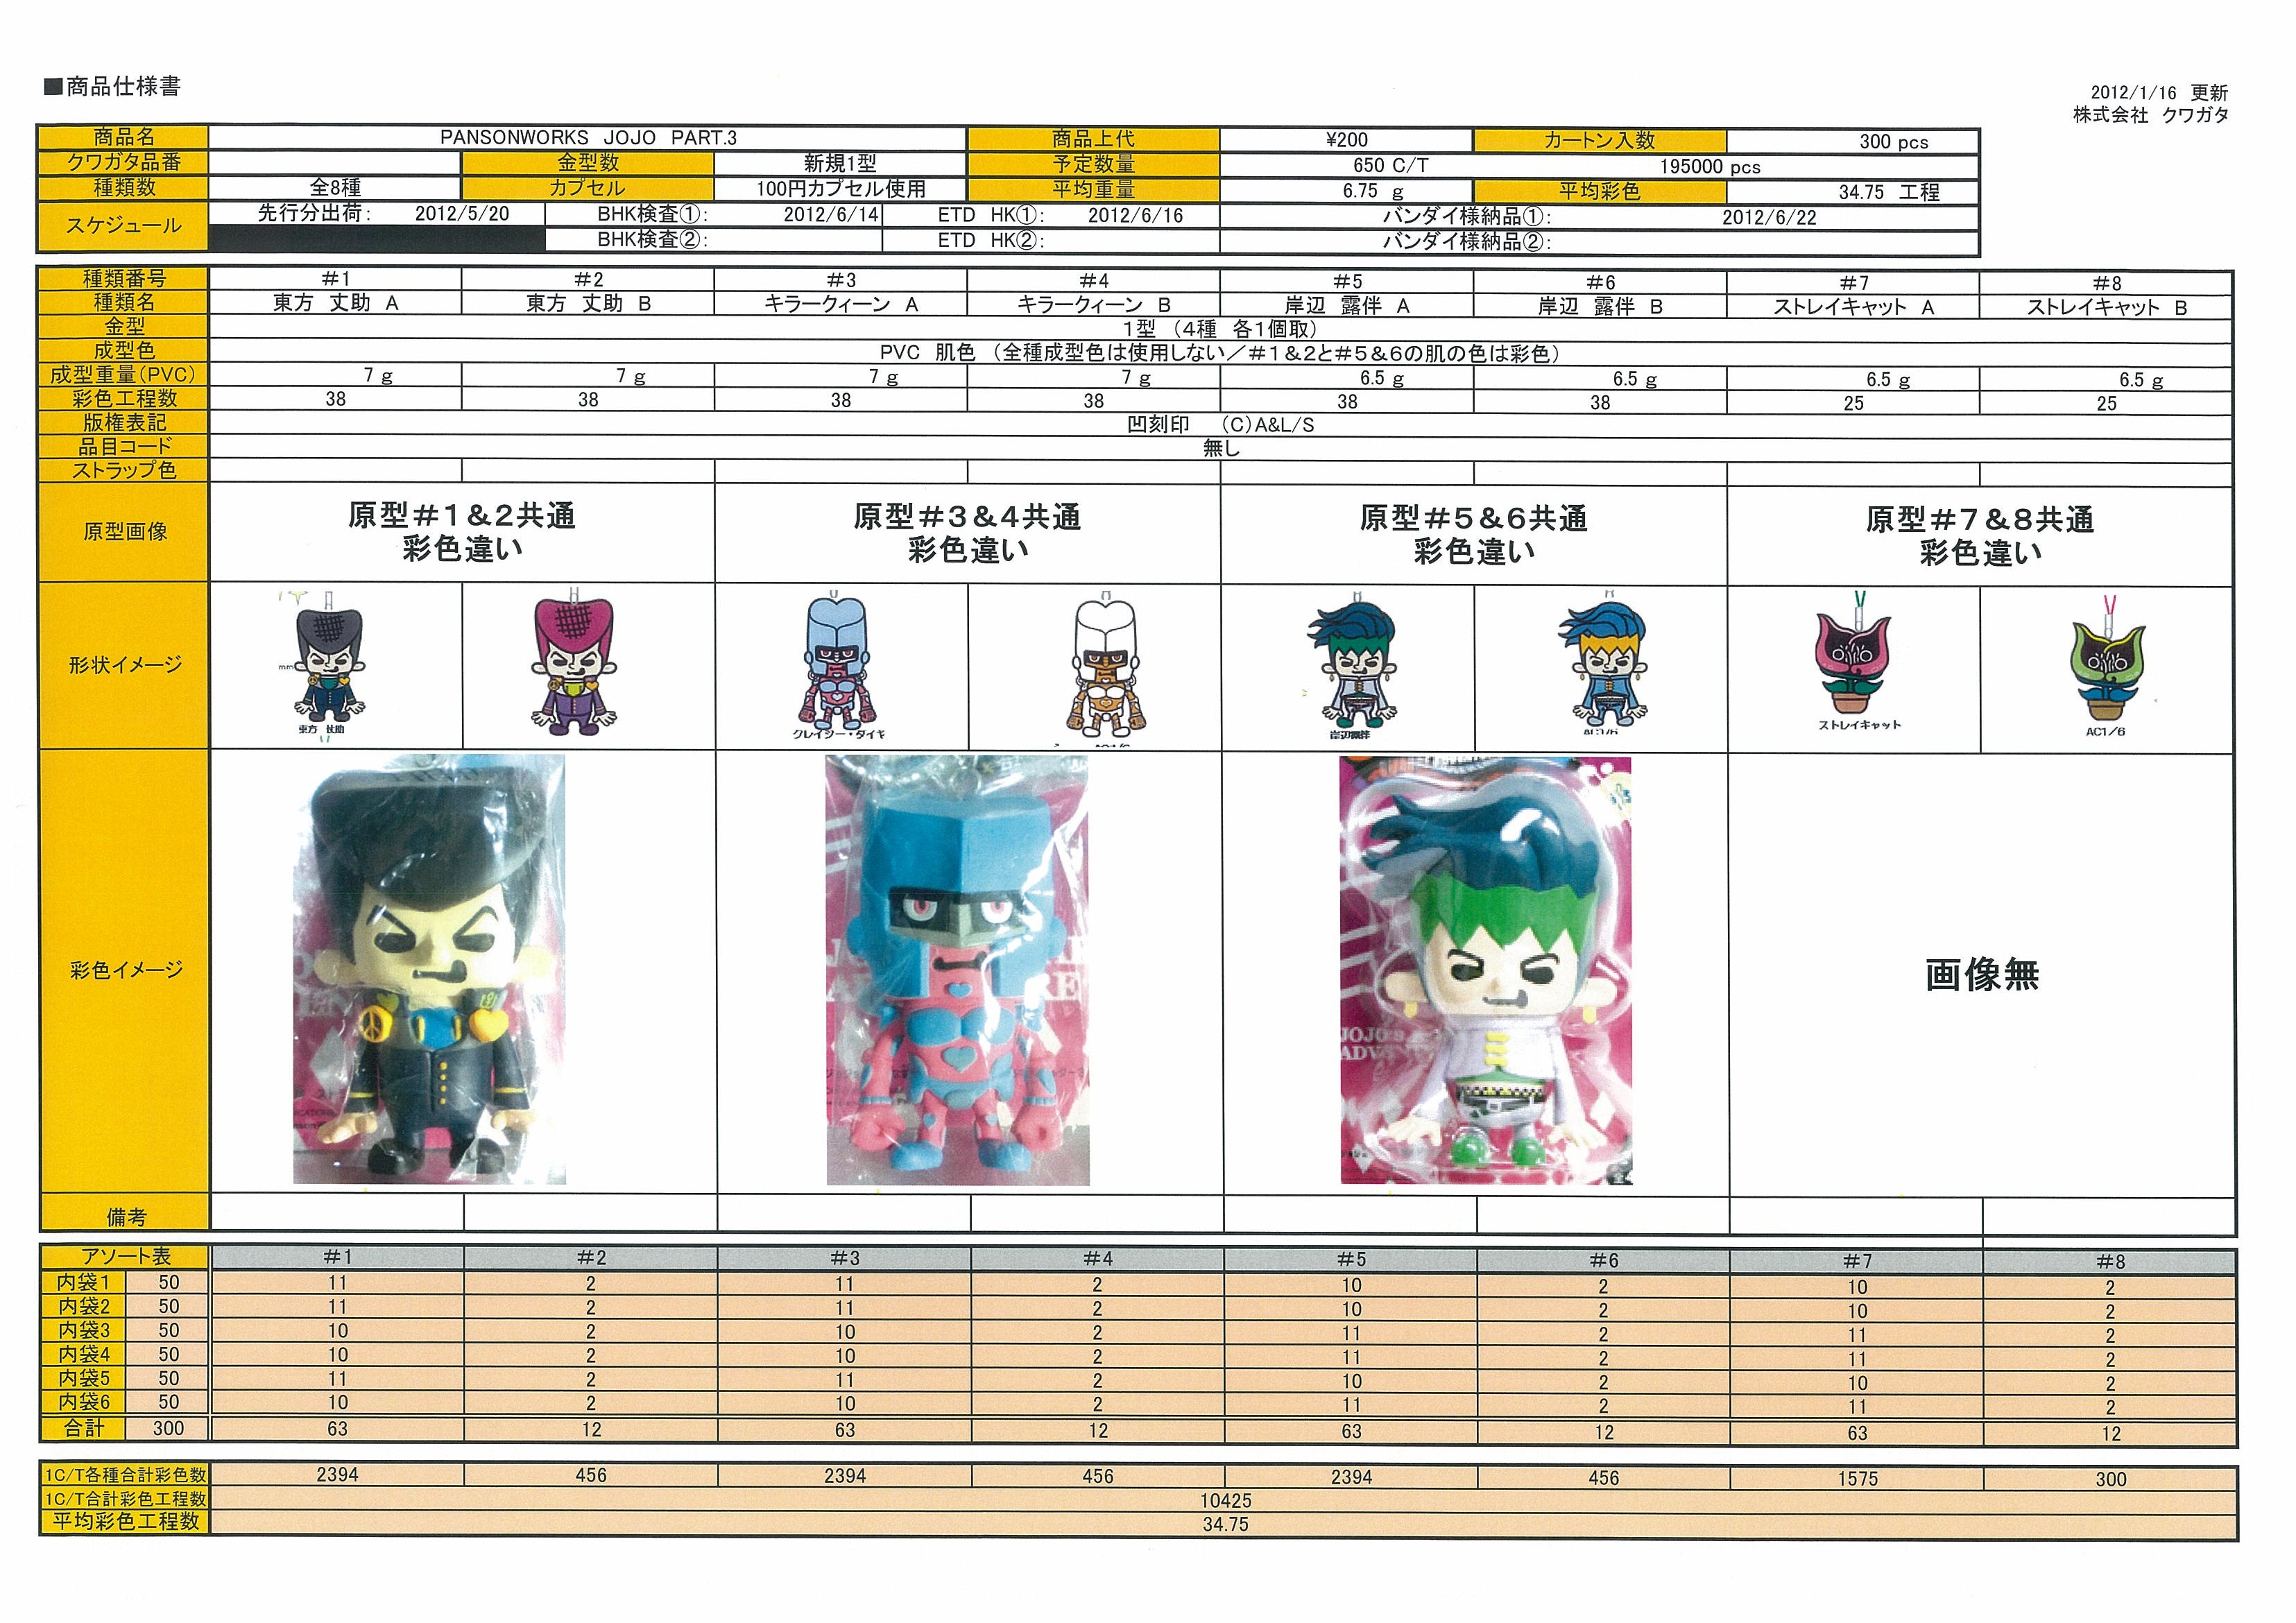 ■商品仕様書
2012/1/16 更新
株式会社 クワガタ
商品名 PANSONWORKS JOJO PART.3 商品上代 ¥200 カートン入数 300 pcs
クワガタ品番 金型数 新規1型 予定数量 650 C/T 195000 pcs
種類数 全8種 カプセル 100円カプセル使用 平均重量 6.75 g 平均彩色 34.75 工程
スケジュール 先行分出荷: 2012/5/20 BHK検査①: 2012/6/14 ETD HK①: 2012/6/16 バンダイ様納品①: 2012/6/22
BHK検査②: ETD HK②: バンダイ様納品②:
種類番号 #1 #2 #3 #4 #5 #6 #7 #8
種類名 東方 丈助 A 東方 丈助 B キラークィーン A キラークィーン B 岸辺 露伴 A 岸辺 露伴 B ストレイキャット A ストレイキャット B
金型 1型 (4種 各1個取)
成型色 PVC 肌色 (全種成型色は使用しない/#1&2と#5&6の肌の色は彩色)
成型重量(PVC) 7 g 7 g 7 g 7 g 6.5 g 6.5 g 6.5 g 6.5 g
彩色工程数 38 38 38 38 38 38 25 25
版権表記 凹刻印 (C)A&L/S
品目コード 無し
ストラップ色
原型画像 原型#1&2共通 原型#3&4共通 原型#5&6共通 原型#7&8共通
彩色違い 彩色違い 彩色違い 彩色違い
形状イメージ
mm
東方 仗助 クレイジー・ダイヤ 岸辺露伴 AC1/6 ストレイキャット AC1/6
彩色イメージ 画像無
JOJO's
ADV
備考
アソート表 #1 #2 #3 #4 #5 #6 #7 #8
内袋1 50 11 2 11 2 10 2 10 2
内袋2 50 11 2 11 2 10 2 10 2
内袋3 50 10 2 10 2 11 2 11 2
内袋4 50 10 2 10 2 11 2 11 2
内袋5 50 11 2 11 2 10 2 10 2
内袋6 50 10 2 10 2 11 2 11 2
合計 300 63 12 63 12 63 12 63 12
1C/T各種合計彩色数 2394 456 2394 456 2394 456 1575 300
1C/T合計彩色工程数 10425
平均彩色工程数 34.75